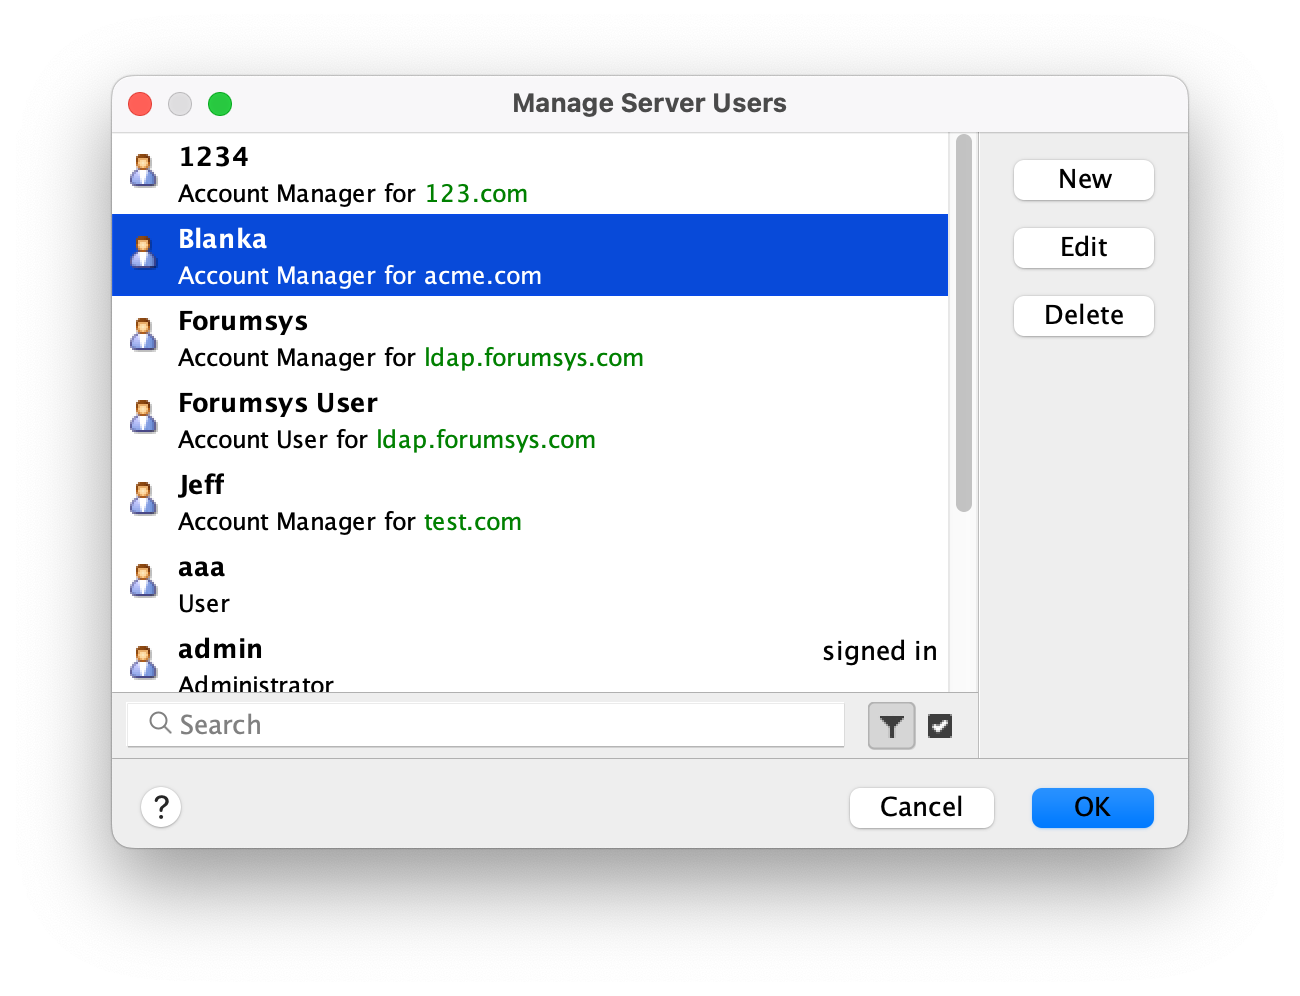 Manage Server Users
1234
Account Manager for 123.com
New
Blanka
Account Manager for acme.com
Edit
Forumsys
Account Manager for ldap.forumsys.com
Delete
Forumsys User
Account User for ldap.forumsys.com
Jeff
Account Manager for test.com
aaa
User
admin
signed in
Administrator
Search
?
Cancel
OK